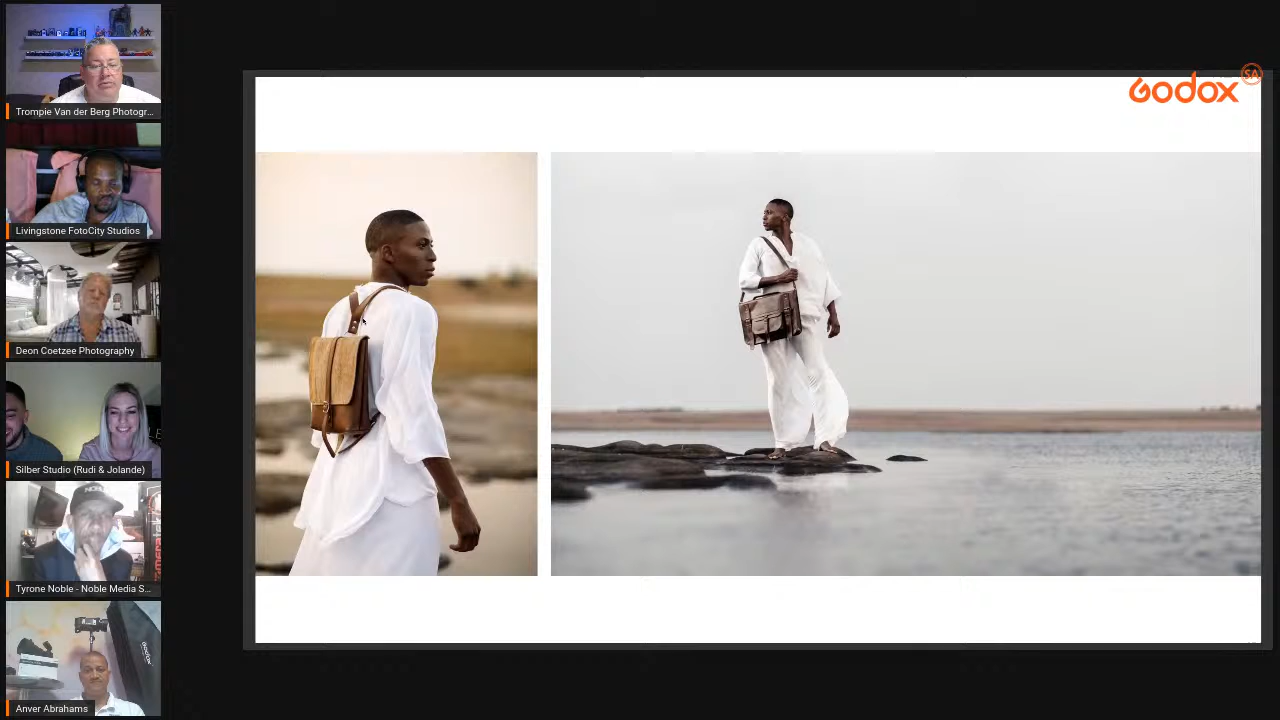 Godox SA
Trompie Van der Berg Photogr...
Livingstone FotoCity Studios
Deon Coetzee Photography
Silber Studio (Rudi & Jolande)
Tyrone Noble - Noble Media S...
Anver Abrahams
Godox